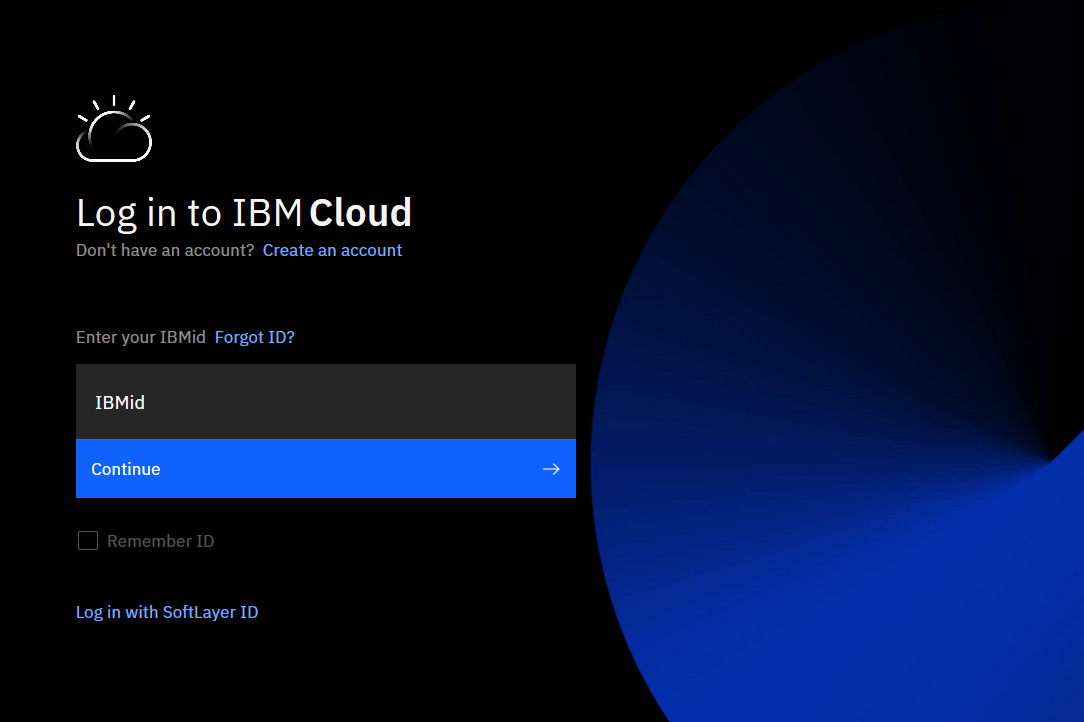 Log in to IBM Cloud
Don't have an account? Create an account
Enter your IBMid Forgot ID?
IBMid
Continue
Remember ID
Log in with SoftLayer ID